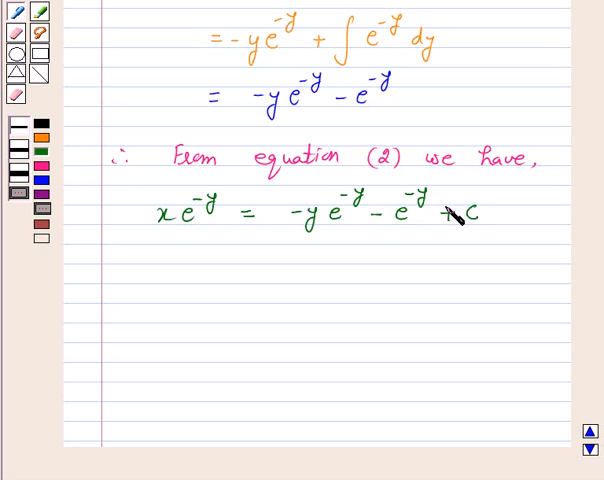 = -ye^{-y} + ∫ e^{-y} dy
= -ye^{-y} - e^{-y}
∴ From equation (2) we have,
xe^{-y} = -ye^{-y} - e^{-y} + c